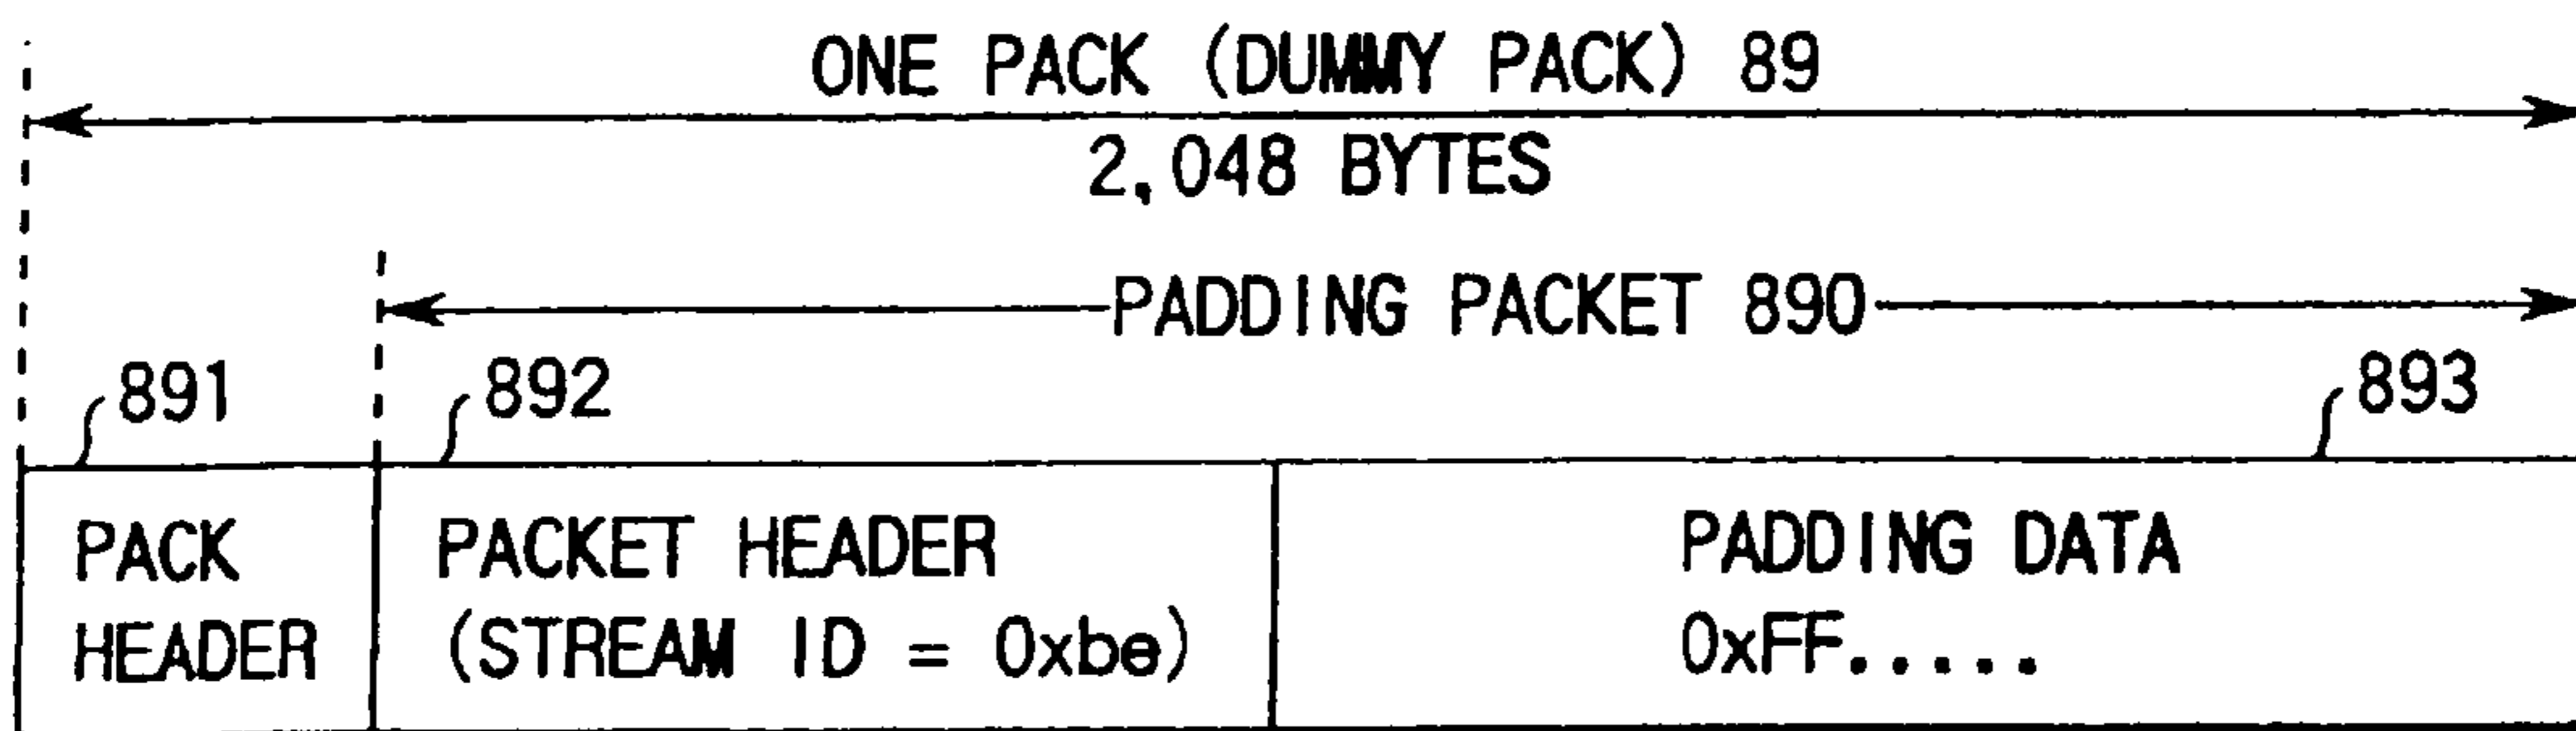 ONE PACK (DUMMY PACK) 89
2,048 BYTES
PADDING PACKET 890
891
892
893
PACK
HEADER
PACKET HEADER
(STREAM ID = 0xbe)
PADDING DATA
0xFF.....